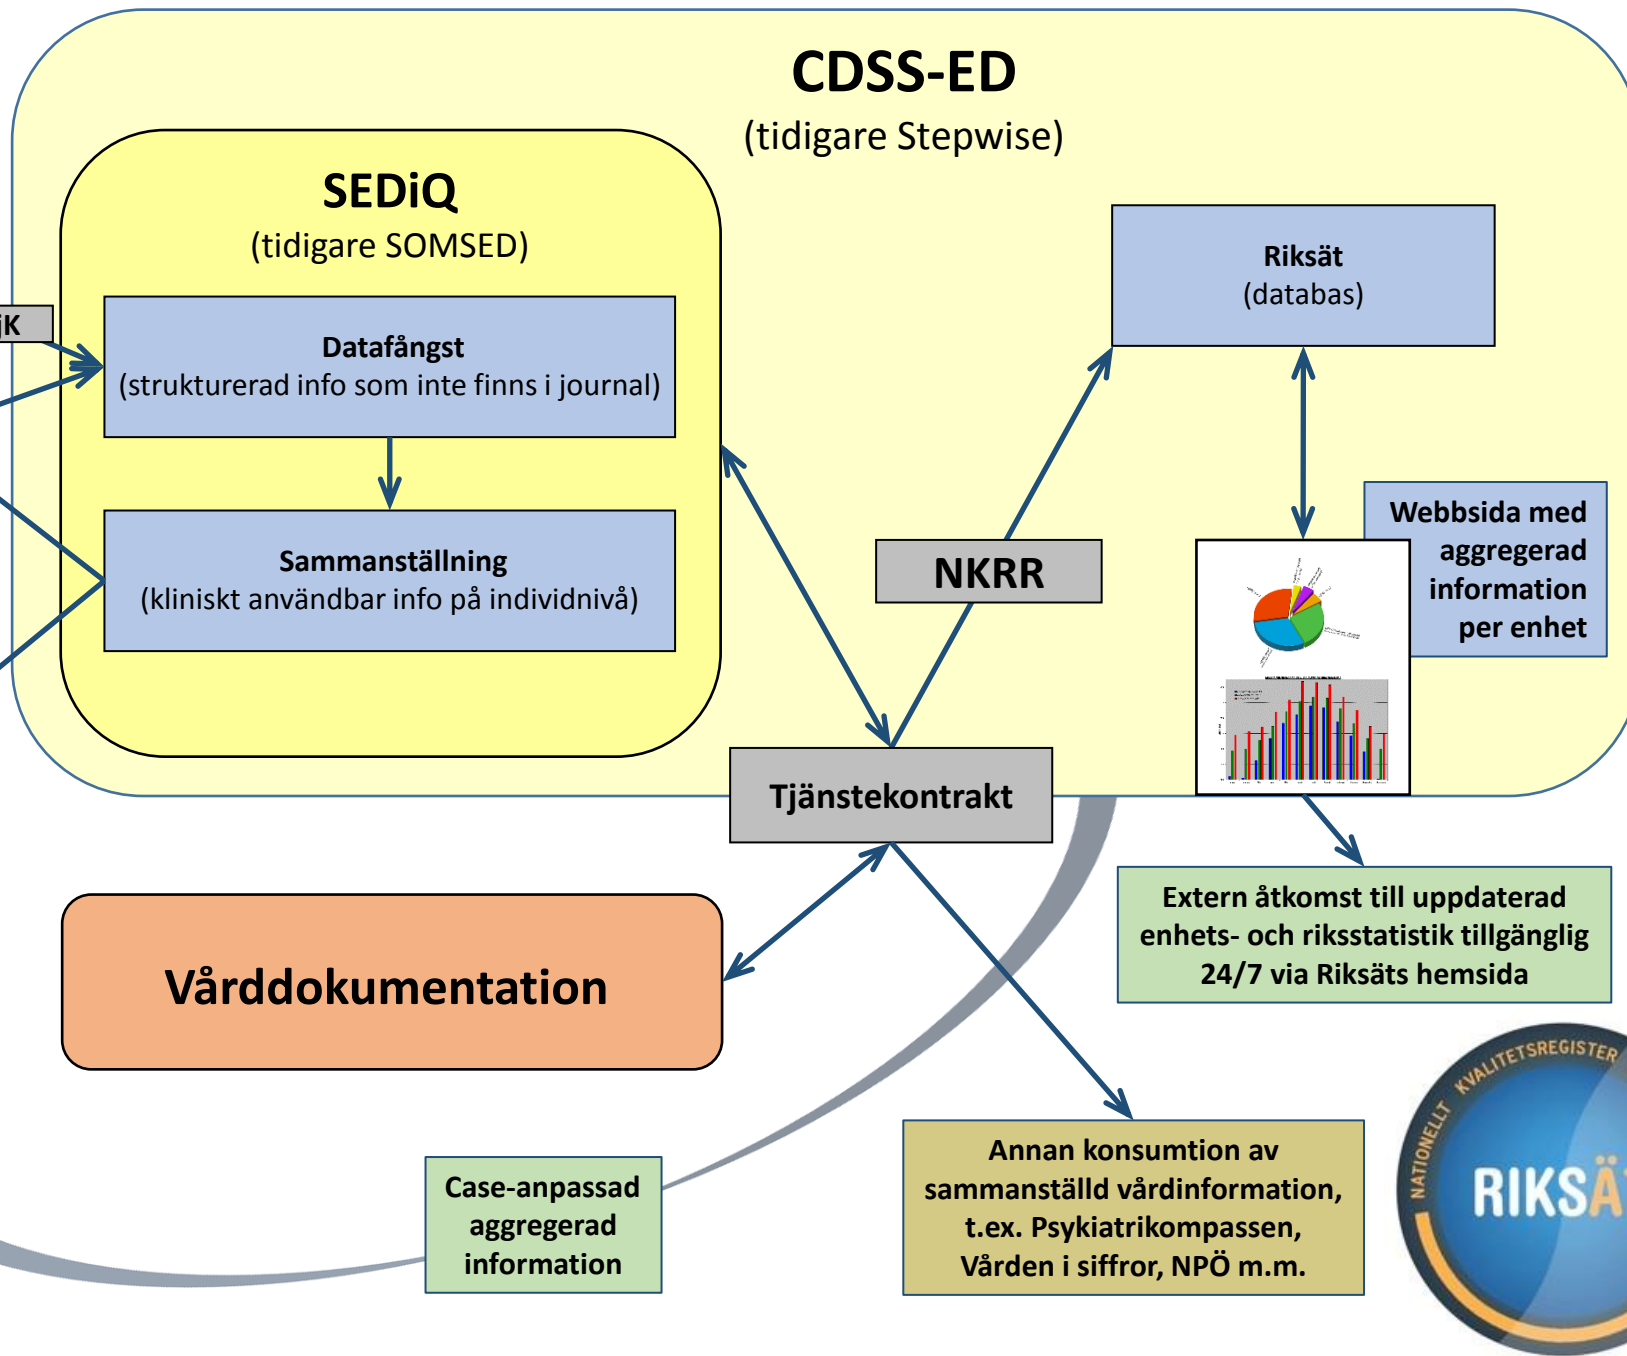 CDSS-ED
(tidigare Stepwise)
SEDiQ
(tidigare SOMSED)
Riksät
(databas)
jK
Datafångst
(strukturerad info som inte finns i journal)
Sammanställning
(kliniskt användbar info på individnivå)
NKRR
Webbsida med
aggregerad
information
per enhet
Tjänstekontrakt
Extern åtkomst till uppdaterad
enhets- och riksstatistik tillgänglig
24/7 via Riksäts hemsida
Vårddokumentation
Case-anpassad
aggregerad
information
Annan konsumtion av
sammanställd vårdinformation,
t.ex. Psykiatrikompassen,
Vården i siffror, NPÖ m.m.
NATIONELLT KVALITETSREGISTER
RIKSÄ